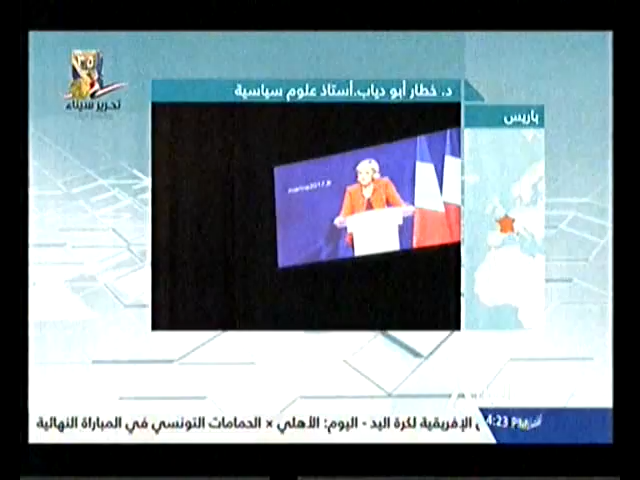 تحرير سيناء
د. خطار أبو دياب.أستاذ علوم سياسية
باريس
marine2017.fr
4:23 PM
الإفريقية لكرة اليد - اليوم: الأهلي × الحمامات التونسي في المباراة النهائية